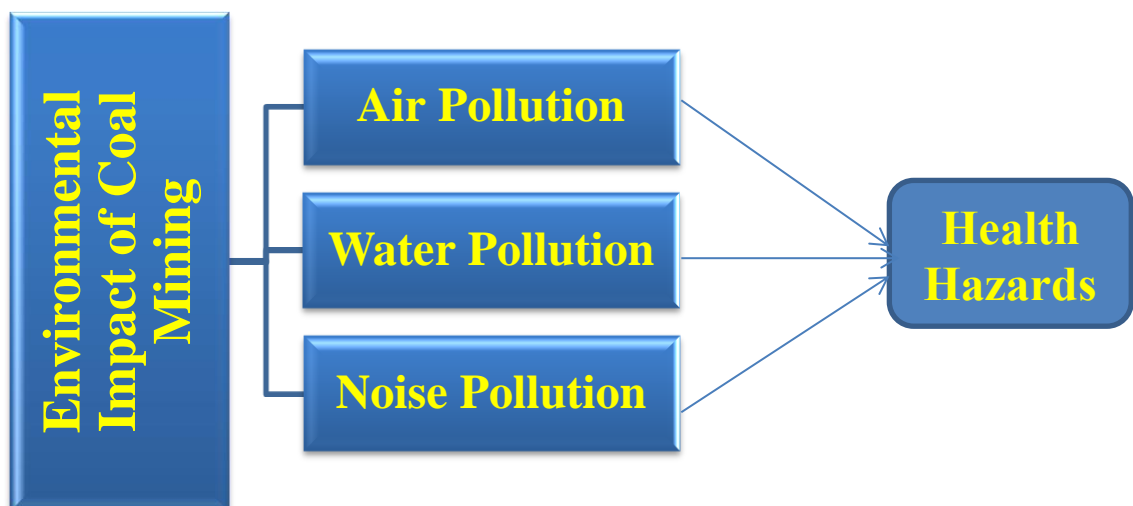 Environmental
Impact of Coal
Mining
Air Pollution
Water Pollution
Noise Pollution
Health
Hazards